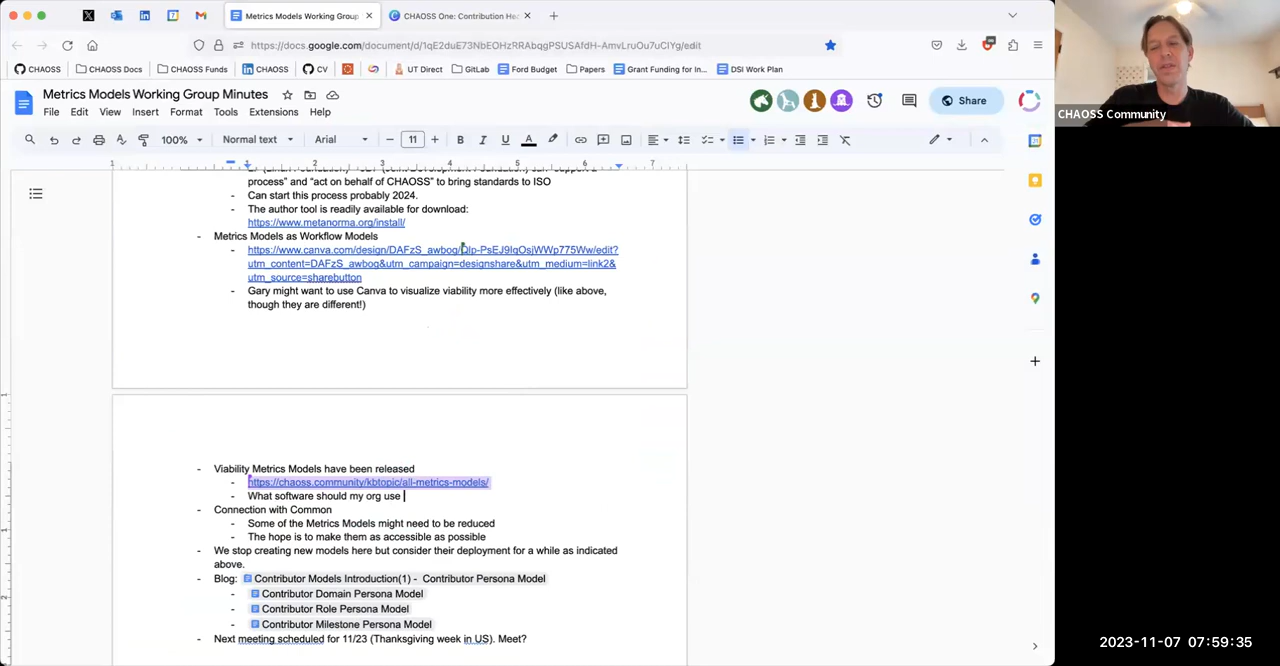 Metrics Models Working Group
CHAOSS One: Contribution Hea
https://docs.google.com/document/d/1qE2duE73NbEOHzRRAbqgPSUSAfdH-AmvLruOu7uCIYg/edit
CHAOSS
CHAOSS Docs
CHAOSS Funds
CHAOSS
CV
UT Direct
GitLab
Ford Budget
Papers
Grant Funding for In...
DSI Work Plan
Metrics Models Working Group Minutes
File Edit View Insert Format Tools Extensions Help
Share
100% Normal text Arial 11
1 1 2 3 4 5 6 7
process” and “act on behalf of CHAOSS” to bring standards to ISO
- Can start this process probably 2024.
- The author tool is readily available for download:
https://www.metanorma.org/install/
- Metrics Models as Workflow Models
- https://www.canva.com/design/DAFzS_awbog/Dlp-PsEJ9IqOsjWWp775Ww/edit?
utm_content=DAFzS_awbog&utm_campaign=designshare&utm_medium=link2&
utm_source=sharebutton
- Gary might want to use Canva to visualize viability more effectively (like above,
though they are different!)
- Viability Metrics Models have been released
- https://chaoss.community/kbtopic/all-metrics-models/
- What software should my org use
- Connection with Common
- Some of the Metrics Models might need to be reduced
- The hope is to make them as accessible as possible
- We stop creating new models here but consider their deployment for a while as indicated
above.
- Blog: Contributor Models Introduction(1) - Contributor Persona Model
- Contributor Domain Persona Model
- Contributor Role Persona Model
- Contributor Milestone Persona Model
- Next meeting scheduled for 11/23 (Thanksgiving week in US). Meet?
CHAOSS Community
2023-11-07 07:59:35